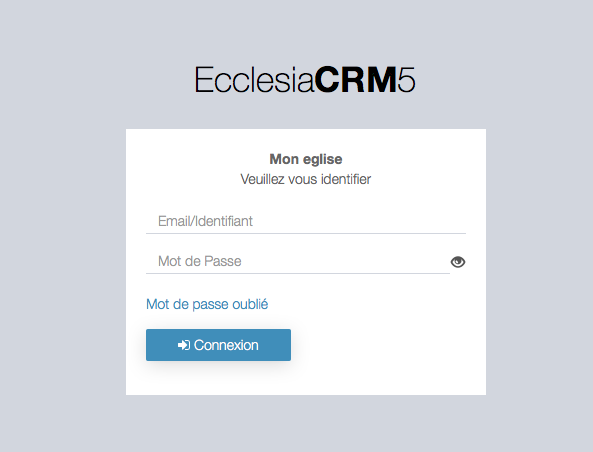 EcclesiaCRM5
Mon eglise
Veuillez vous identifier
Email/Identifiant
Mot de Passe
Mot de passe oublié
Connexion